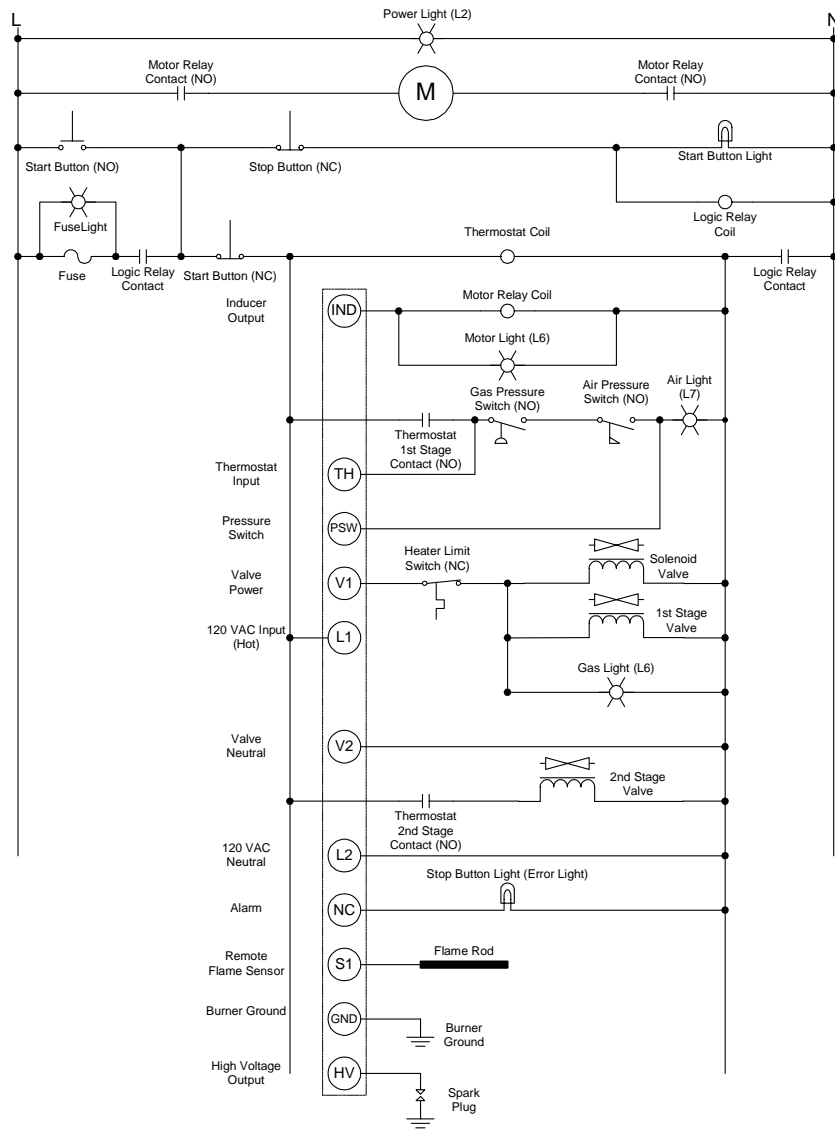 L
Power Light (L2)
N
Motor Relay
Contact (NO)
M
Motor Relay
Contact (NO)
Start Button (NO)
Stop Button (NC)
Start Button Light
FuseLight
Logic Relay
Coil
Fuse
Logic Relay
Contact
Start Button (NC)
Thermostat Coil
Logic Relay
Contact
Inducer
Output
IND
Motor Relay Coil
Motor Light (L6)
Gas Pressure
Switch (NO)
Air Pressure
Switch (NO)
Air Light
(L7)
Thermostat
1st Stage
Contact (NO)
Thermostat
Input
TH
Pressure
Switch
PSW
Valve
Power
V1
Heater Limit
Switch (NC)
Solenoid
Valve
120 VAC Input
(Hot)
L1
1st Stage
Valve
Gas Light (L6)
Valve
Neutral
V2
2nd Stage
Valve
Thermostat
2nd Stage
Contact (NO)
120 VAC
Neutral
L2
Stop Button Light (Error Light)
Alarm
NC
Remote
Flame Sensor
S1
Flame Rod
Burner Ground
GND
Burner
Ground
High Voltage
Output
HV
Spark
Plug